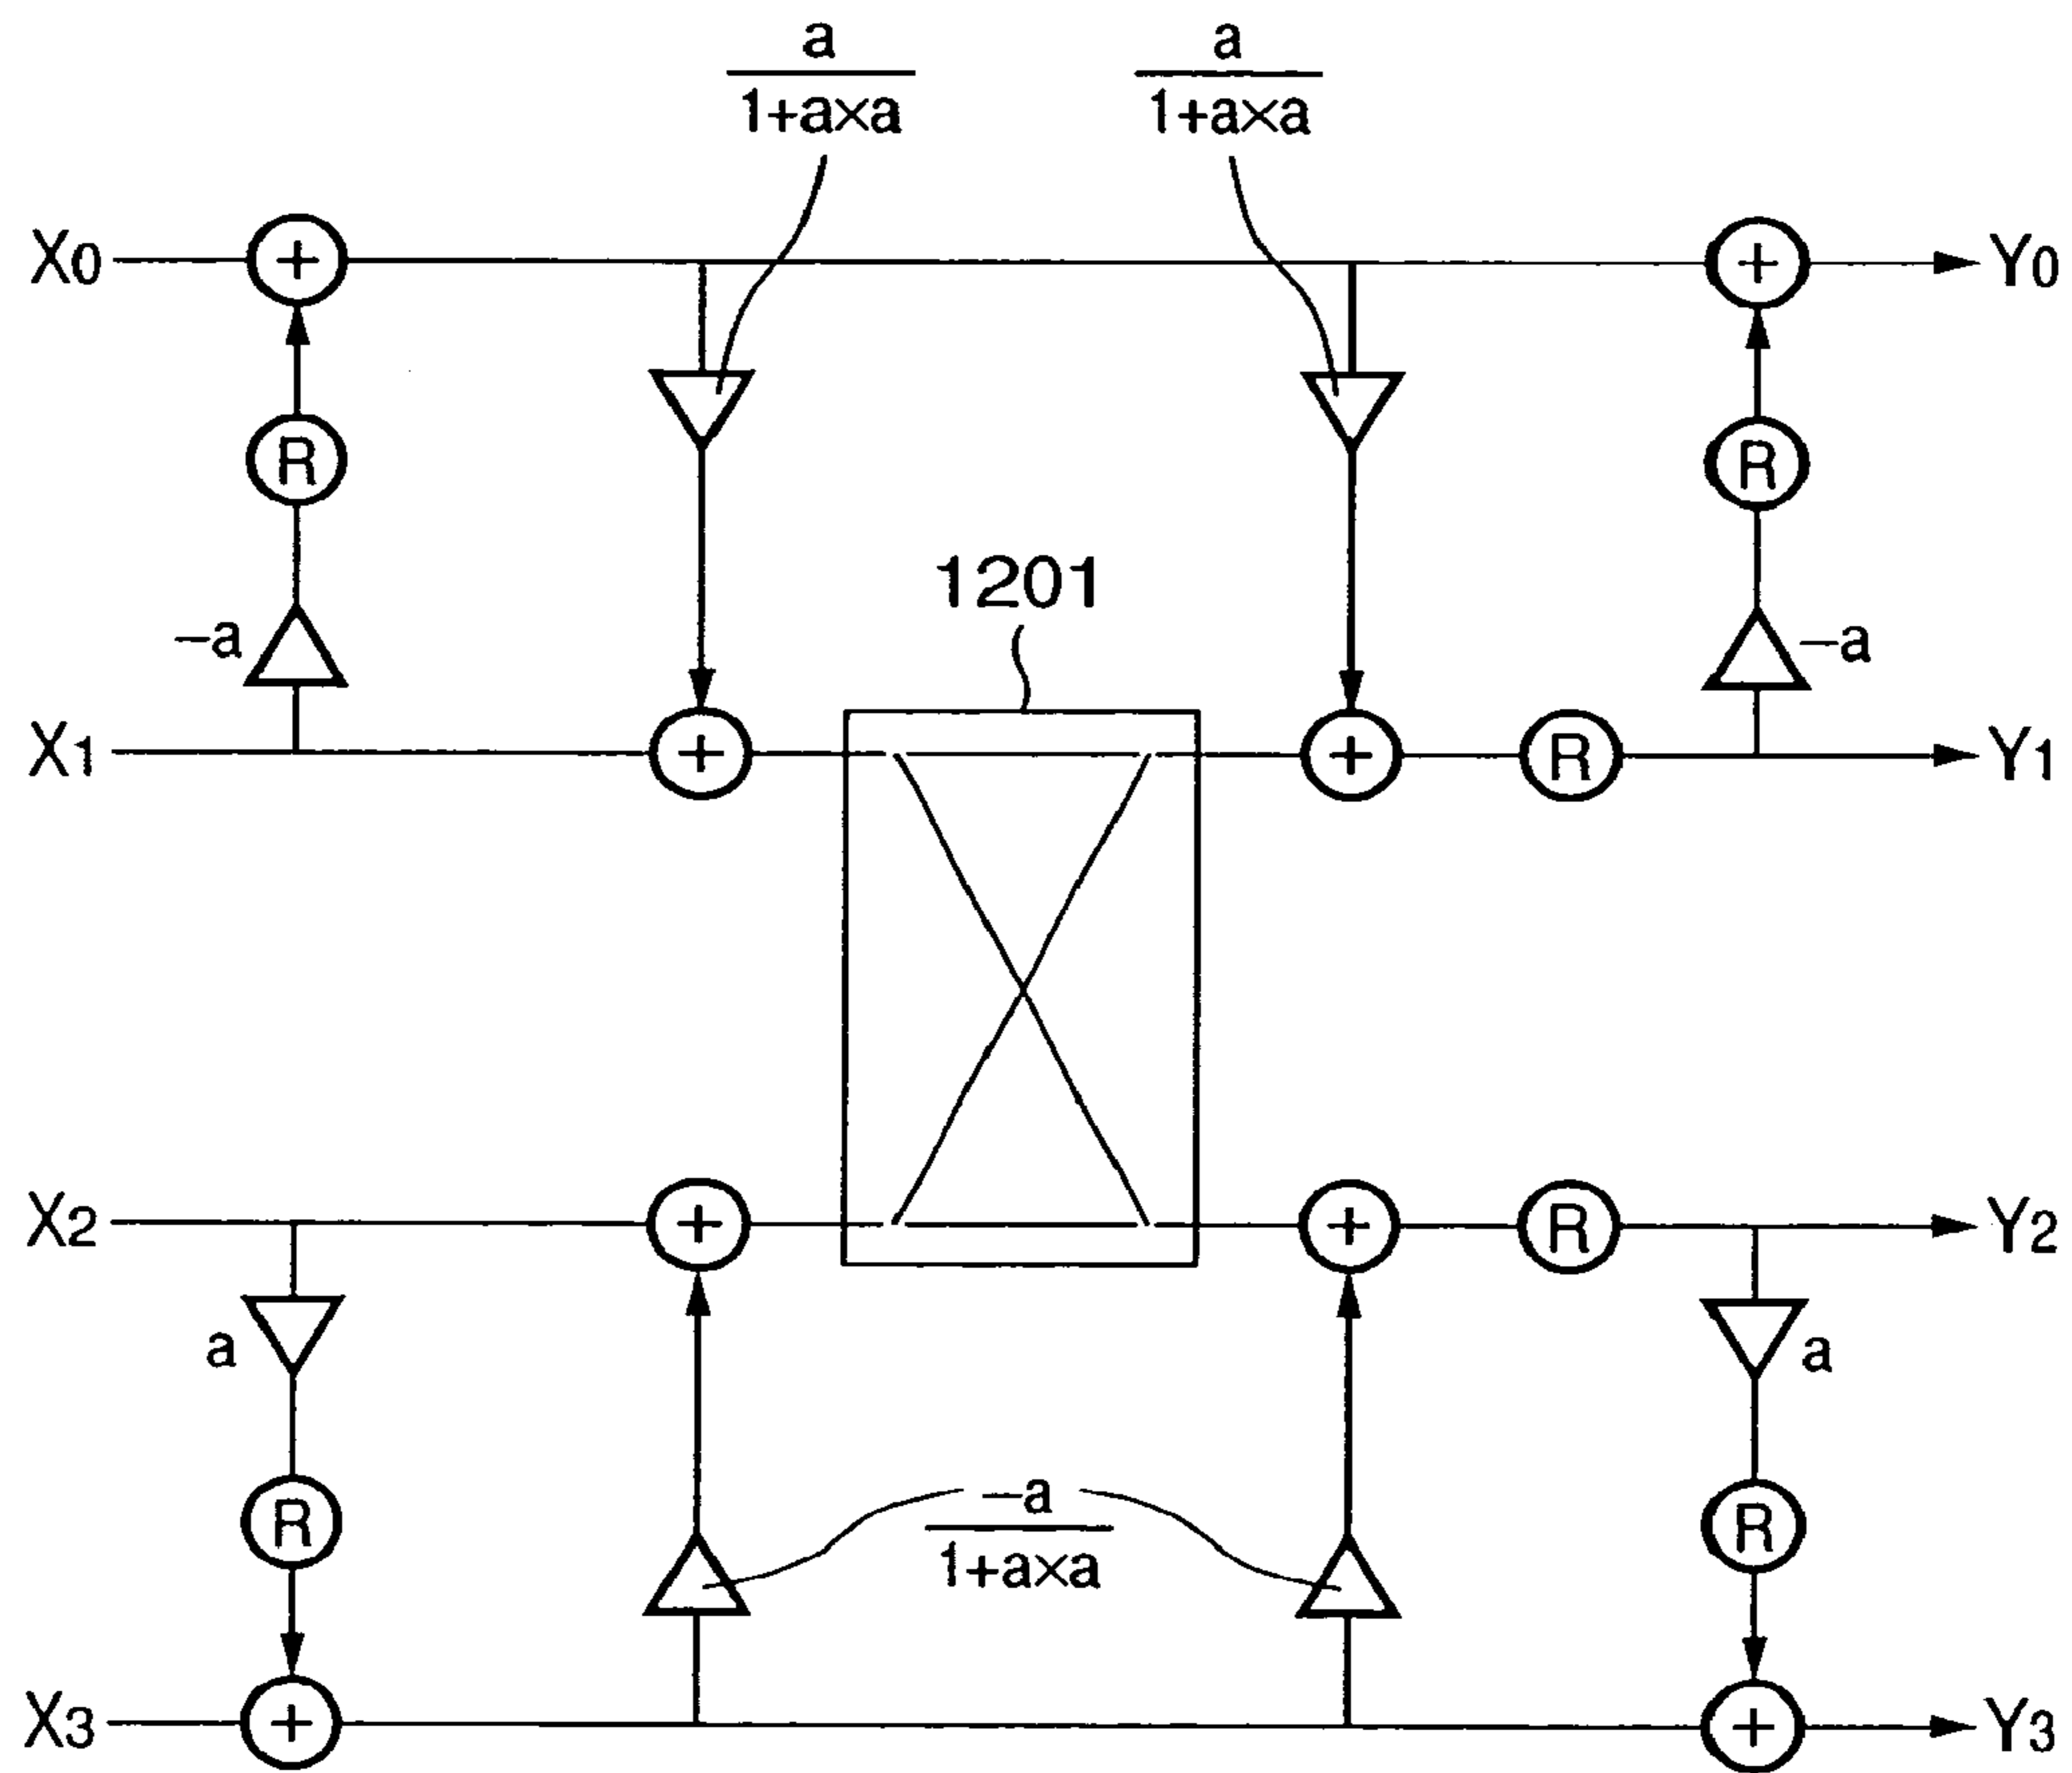 a
1+a×a
a
1+a×a
X0
+
+
Y0
R
R
1201
−a
−a
X1
+
+
R
Y1
X2
+
+
R
Y2
a
a
−a
1+a×a
R
R
X3
+
+
Y3